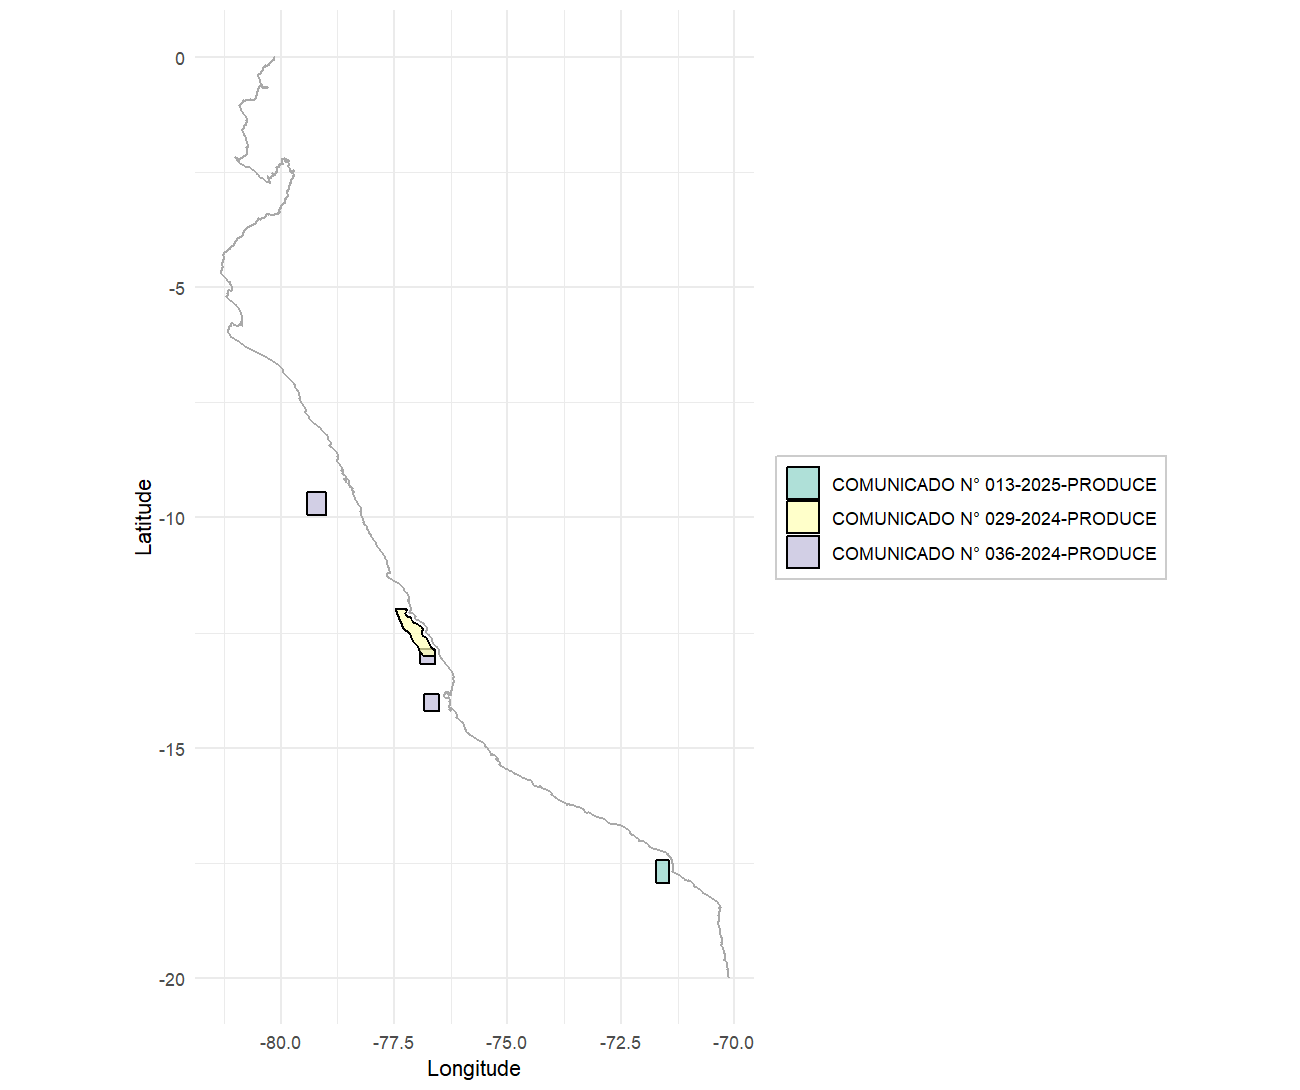 0
-5
-10
-15
-20
Latitude
-80.0 -77.5 -75.0 -72.5 -70.0
Longitude
COMUNICADO N° 013-2025-PRODUCE
COMUNICADO N° 029-2024-PRODUCE
COMUNICADO N° 036-2024-PRODUCE